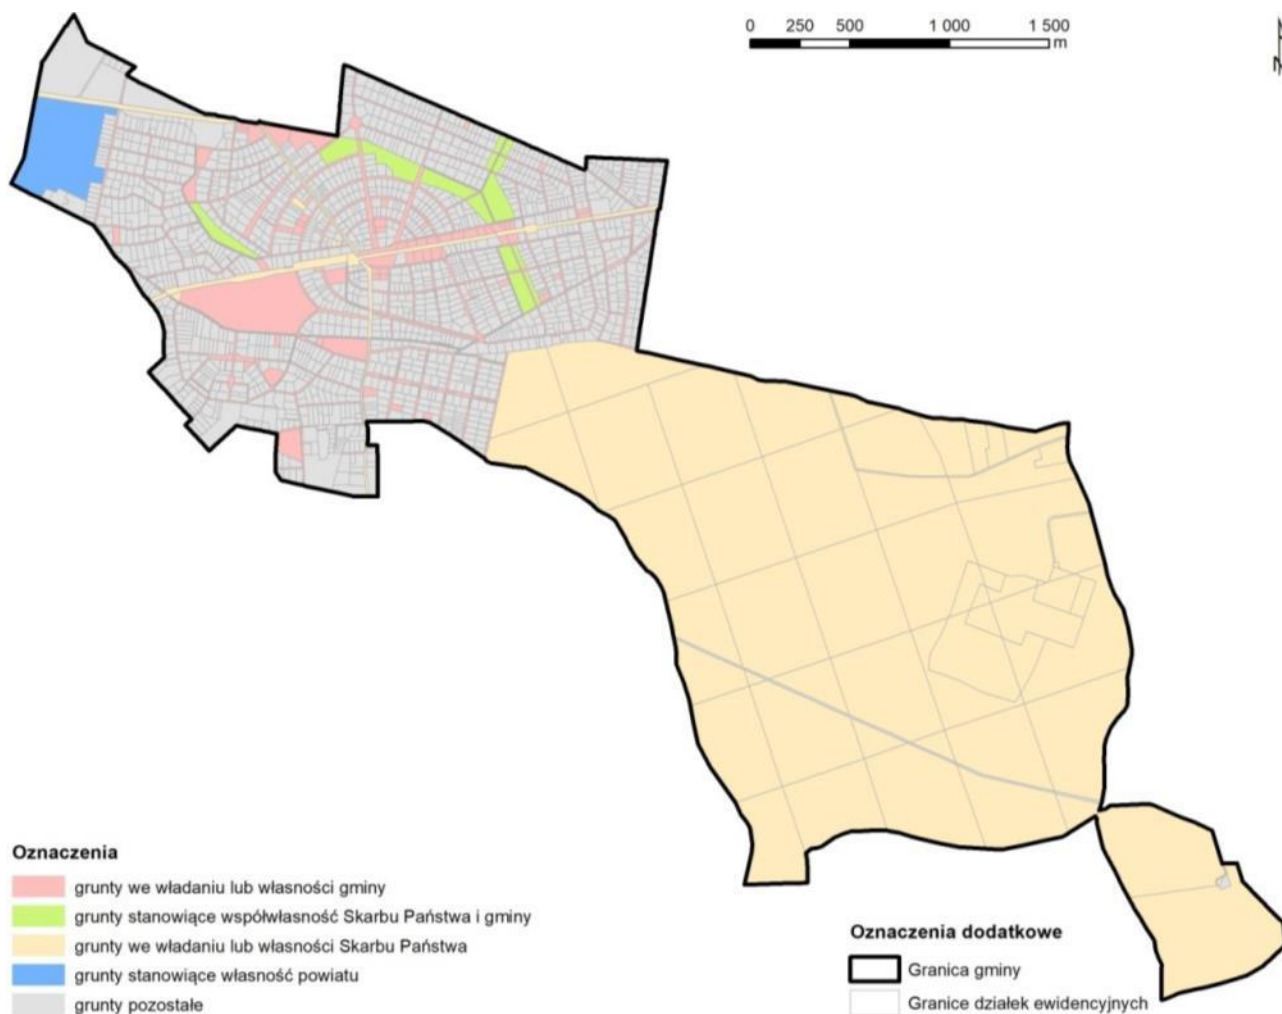 0 250 500 1 000 1 500
m
N
Oznaczenia
grunty we władaniu lub własności gminy
grunty stanowiące współwłasność Skarbu Państwa i gminy
grunty we władaniu lub własności Skarbu Państwa
grunty stanowiące własność powiatu
grunty pozostałe
Oznaczenia dodatkowe
Granica gminy
Granice działek ewidencyjnych